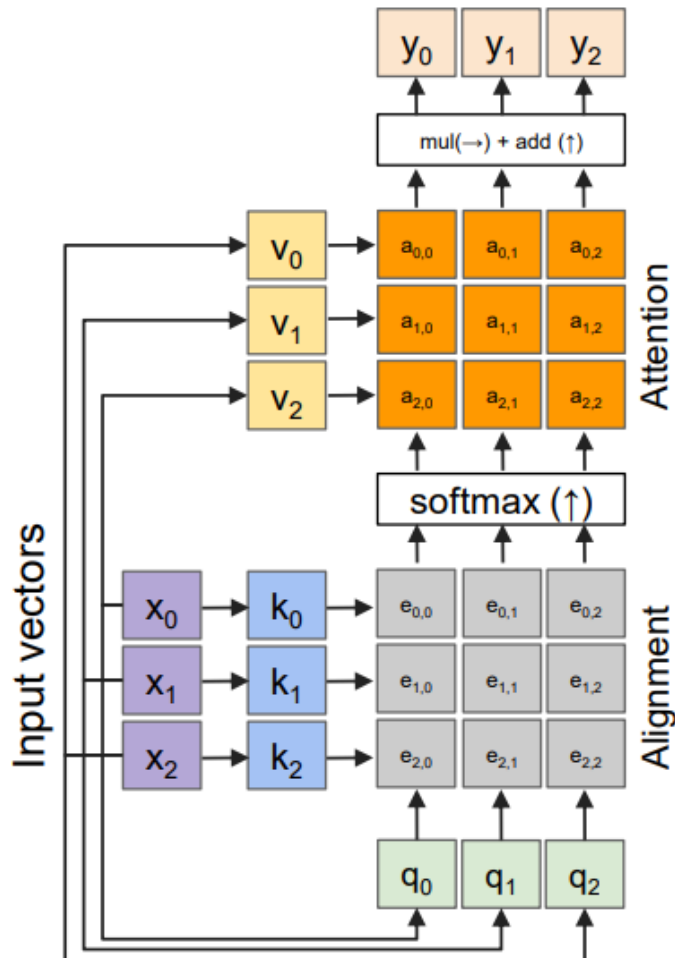 y0 y1 y2
mul(→) + add (↑)
v0 a0,0 a0,1 a0,2
v1 a1,0 a1,1 a1,2
v2 a2,0 a2,1 a2,2
Attention
softmax (↑)
Input vectors
x0 k0 e0,0 e0,1 e0,2
x1 k1 e1,0 e1,1 e1,2
x2 k2 e2,0 e2,1 e2,2
Alignment
q0 q1 q2